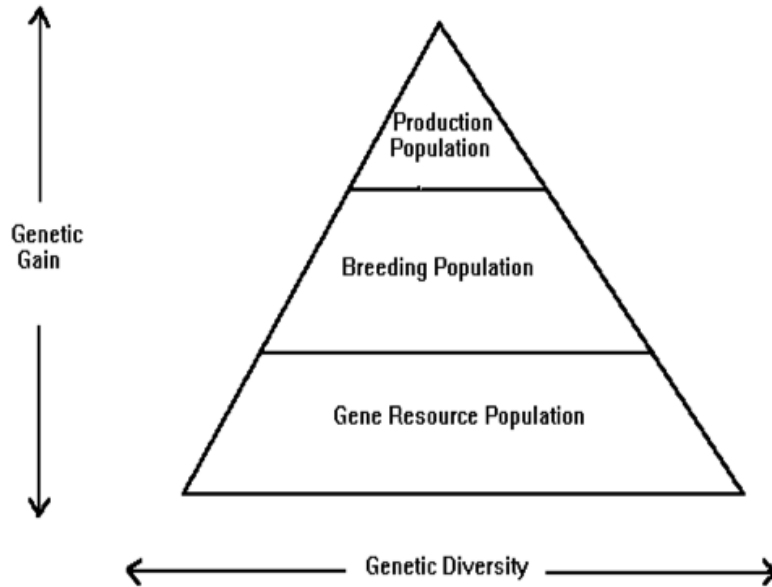 Production
Population
Genetic
Gain
Breeding Population
Gene Resource Population
Genetic Diversity